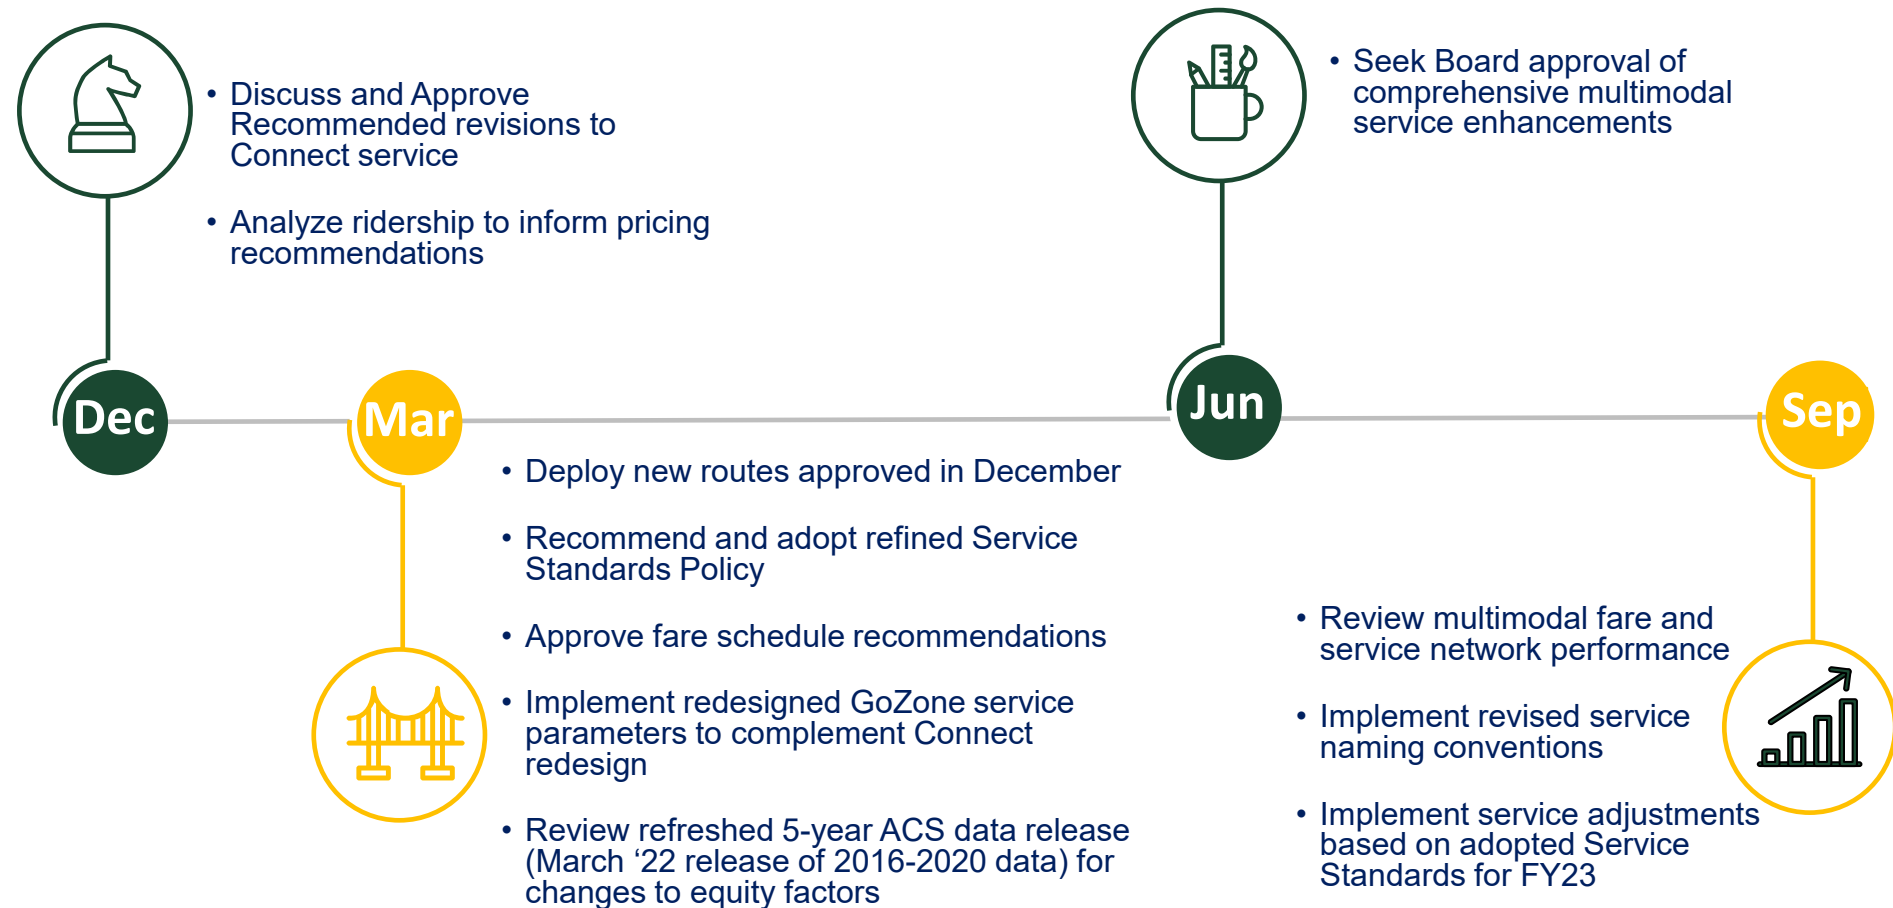 • Discuss and Approve
Recommended revisions to
Connect service
• Analyze ridership to inform pricing
recommendations
• Seek Board approval of
comprehensive multimodal
service enhancements
Dec
Mar
Jun
Sep
• Deploy new routes approved in December
• Recommend and adopt refined Service
Standards Policy
• Approve fare schedule recommendations
• Implement redesigned GoZone service
parameters to complement Connect
redesign
• Review refreshed 5-year ACS data release
(March ‘22 release of 2016-2020 data) for
changes to equity factors
• Review multimodal fare and
service network performance
• Implement revised service
naming conventions
• Implement service adjustments
based on adopted Service
Standards for FY23